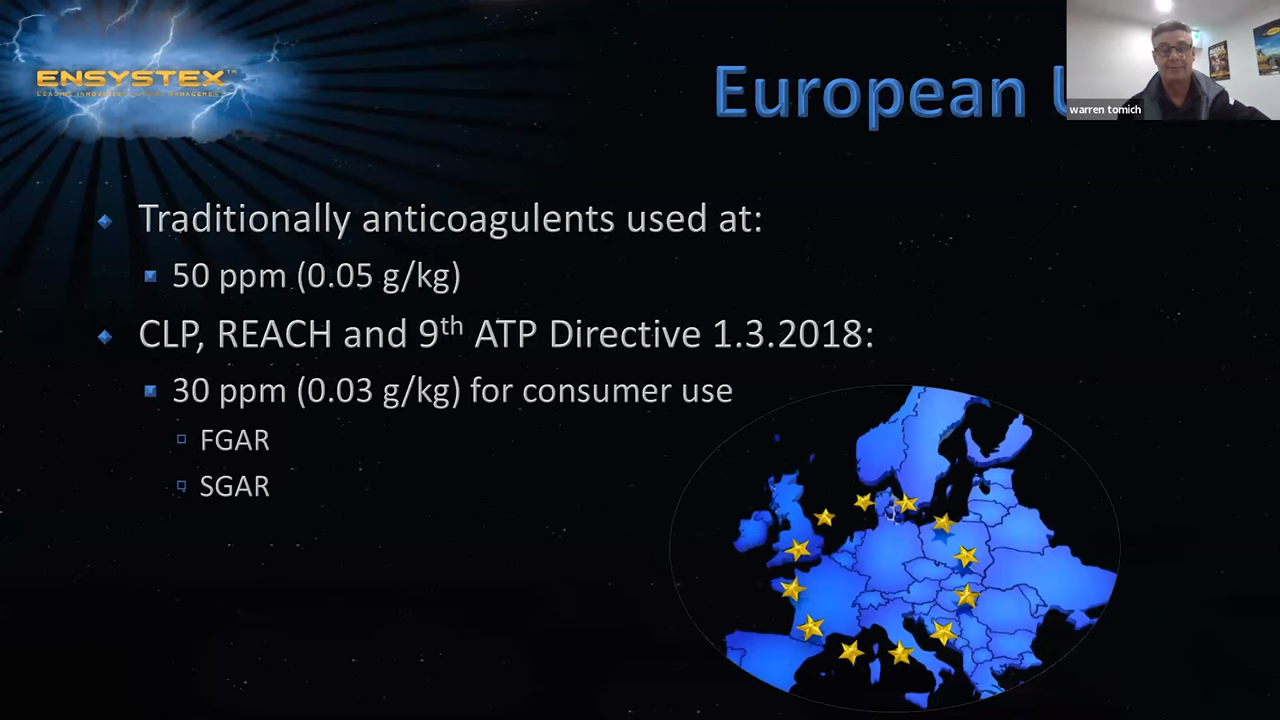 ENSYSTEX™
European U
warren tomich
Traditionally anticoagulents used at:
50 ppm (0.05 g/kg)
CLP, REACH and 9th ATP Directive 1.3.2018:
30 ppm (0.03 g/kg) for consumer use
FGAR
SGAR